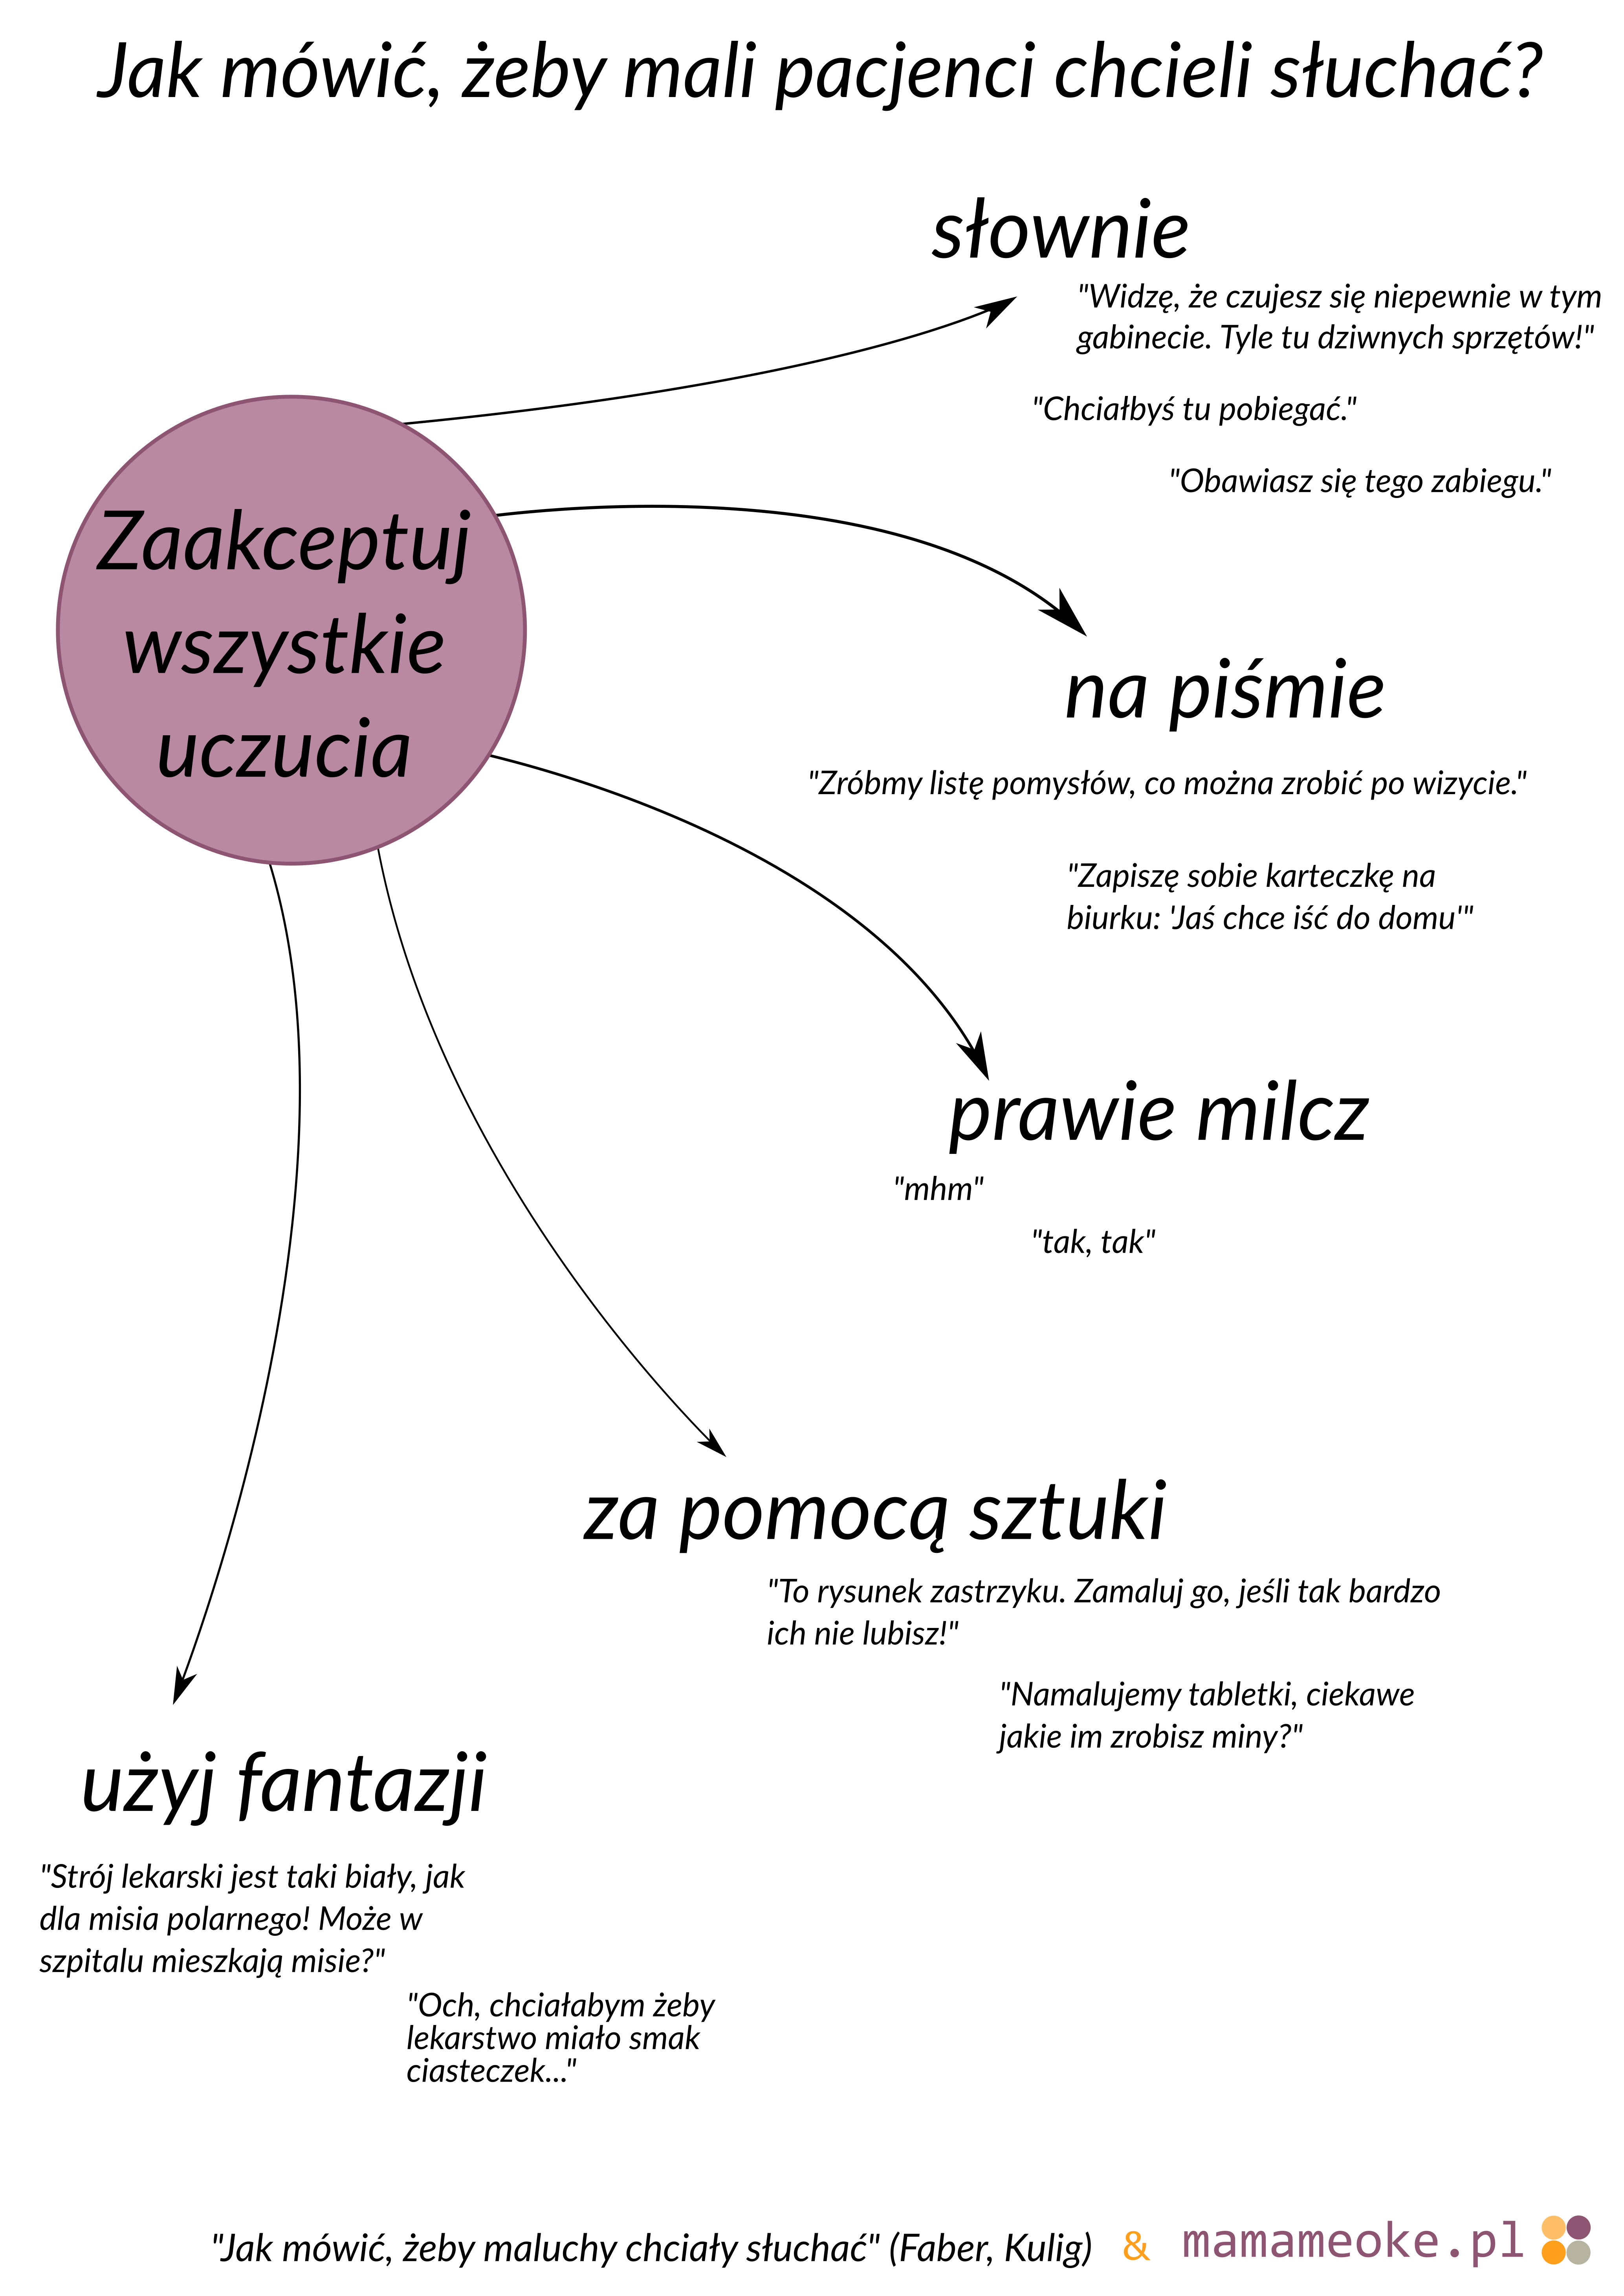 Jak mówić, żeby mali pacjenci chcieli słuchać?
Zaakceptuj
wszystkie
uczucia
słownie
"Widzę, że czujesz się niepewnie w tym
gabinecie. Tyle tu dziwnych sprzętów!"
"Chciałbyś tu pobiegać."
"Obawiasz się tego zabiegu."
na piśmie
"Zróbmy listę pomysłów, co można zrobić po wizycie."
"Zapiszę sobie karteczkę na
biurku: 'Jaś chce iść do domu'"
prawie milcz
"mhm"
"tak, tak"
za pomocą sztuki
"To rysunek zastrzyku. Zamaluj go, jeśli tak bardzo
ich nie lubisz!"
"Namalujemy tabletki, ciekawe
jakie im zrobisz miny?"
użyj fantazji
"Strój lekarski jest taki biały, jak
dla misia polarnego! Może w
szpitalu mieszkają misie?"
"Och, chciałabym żeby
lekarstwo miało smak
ciasteczek..."
"Jak mówić, żeby maluchy chciały słuchać" (Faber, Kulig) & mamameoke.pl